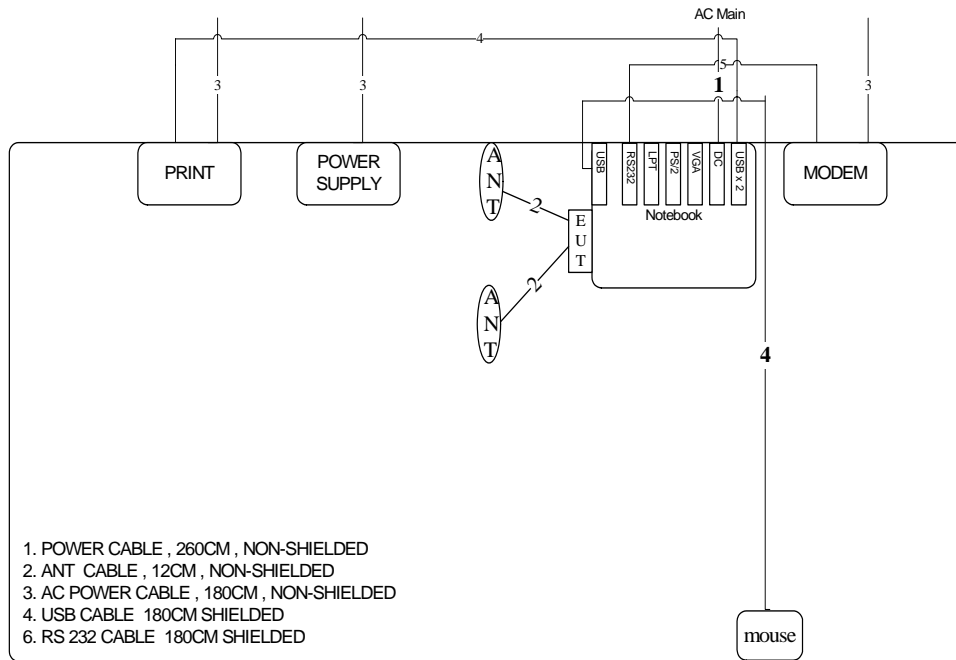 AC Main
4
5
3
3
1
3
PRINT
POWER
SUPPLY
A
N
T
USB
RS232
LPT
PS/2
VGA
DC
USB x 2
MODEM
2
E
U
T
Notebook
2
A
N
T
4
1. POWER CABLE , 260CM , NON-SHIELDED
2. ANT CABLE , 12CM , NON-SHIELDED
3. AC POWER CABLE , 180CM , NON-SHIELDED
4. USB CABLE 180CM SHIELDED
6. RS 232 CABLE 180CM SHIELDED
mouse